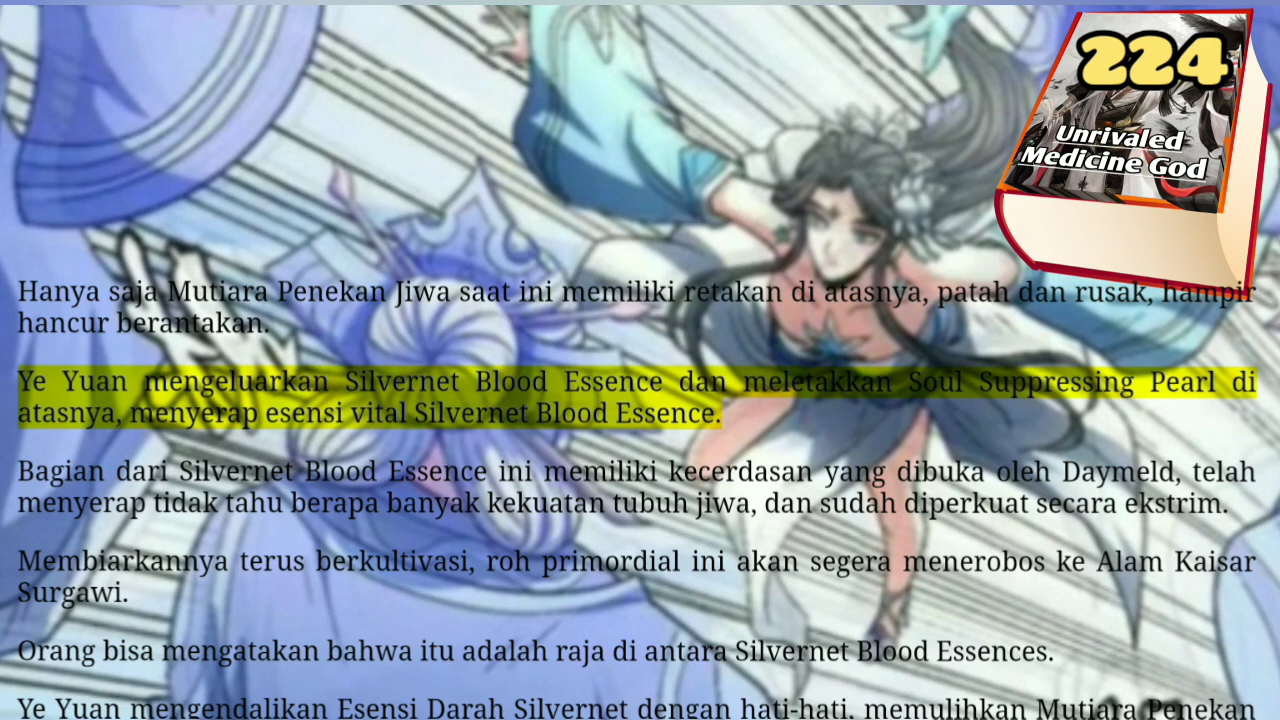 224
Unrivaled
Medicine God
Hanya saja Mutiara Penekan Jiwa saat ini memiliki retakan di atasnya, patah dan rusak, hampir
hancur berantakan.
Ye Yuan mengeluarkan Silvernet Blood Essence dan meletakkan Soul Suppressing Pearl di
atasnya, menyerap esensi vital Silvernet Blood Essence.
Bagian dari Silvernet Blood Essence ini memiliki kecerdasan yang dibuka oleh Daymeld, telah
menyerap tidak tahu berapa banyak kekuatan tubuh jiwa, dan sudah diperkuat secara ekstrim.
Membiarkannya terus berkultivasi, roh primordial ini akan segera menerobos ke Alam Kaisar
Surgawi.
Orang bisa mengatakan bahwa itu adalah raja di antara Silvernet Blood Essences.
Ye Yuan mengendalikan Esensi Darah Silvernet dengan hati-hati, memulihkan Mutiara Penekan